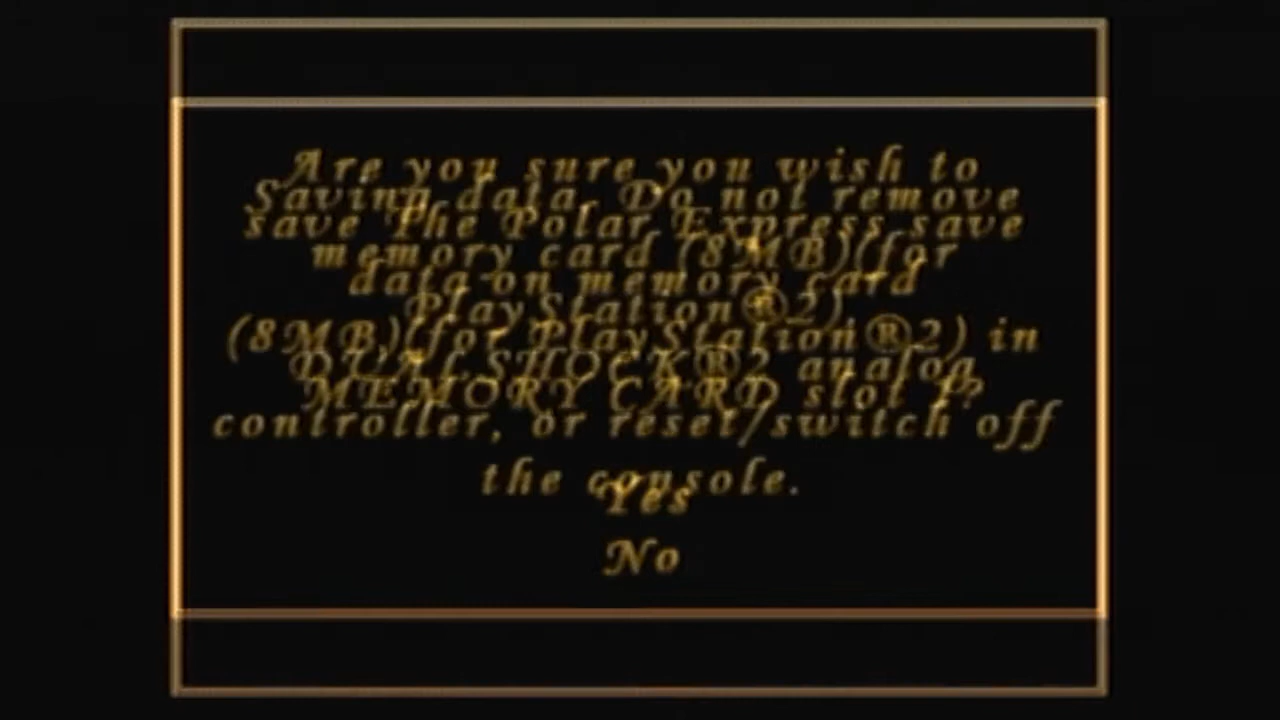 Are you sure you wish to
Saving data. Do not remove
save The Polar Express save
memory card (8MB)(for
data on memory card
PlayStation®2),
(8MB)(for PlayStation®2) in
DUALSHOCK®2 analog
MEMORY CARD slot 1?
controller, or reset/switch off
the console.
Yes
No